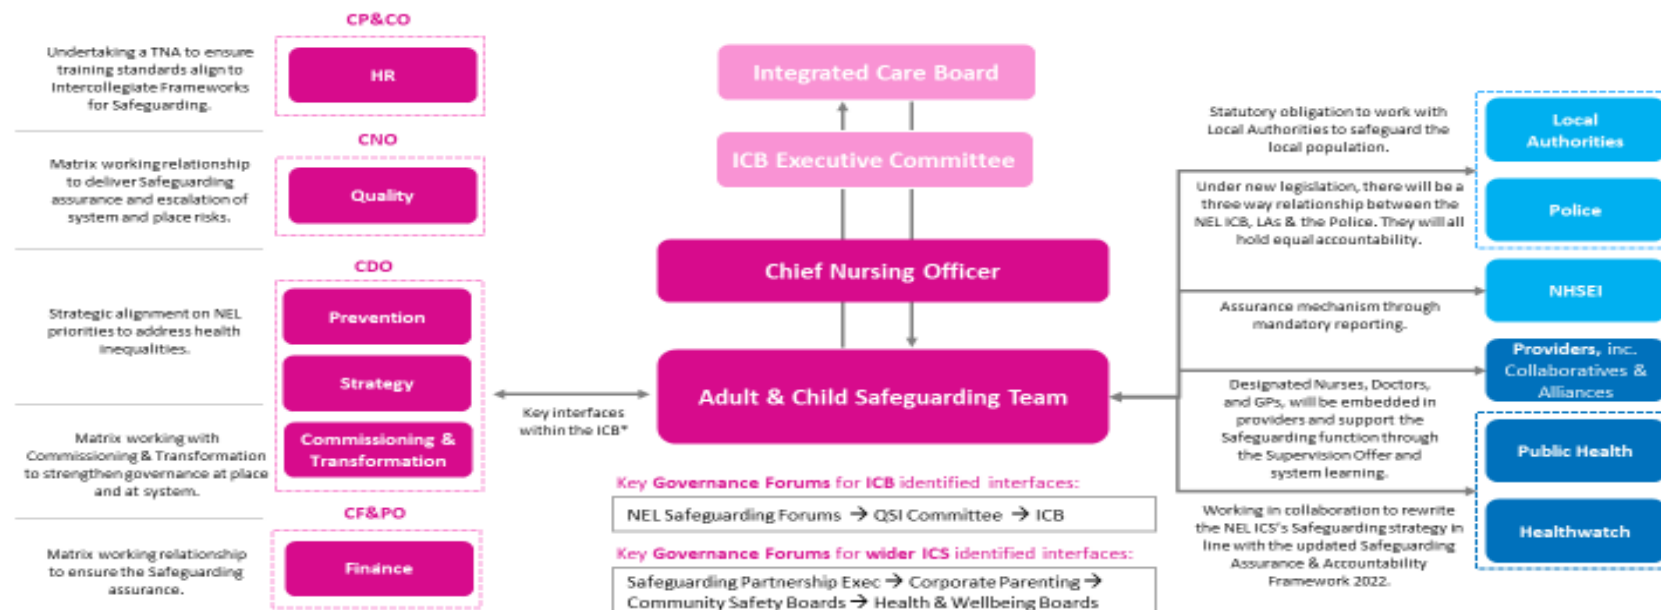 CP&CO
Undertaking a TNA to ensure
training standards align to
Intercollegiate Frameworks
for Safeguarding.
HR
CNO
Matrix working relationship
to deliver Safeguarding
assurance and escalation of
system and place risks.
Quality
CDO
Strategic alignment on NEL
priorities to address health
inequalities.
Prevention
Strategy
Matrix working with
Commissioning & Transformation
to strengthen governance at place
and at system.
Commissioning &
Transformation
CF&PO
Matrix working relationship
to ensure the Safeguarding
assurance.
Finance
Key interfaces
within the ICB*
Integrated Care Board
ICB Executive Committee
Chief Nursing Officer
Adult & Child Safeguarding Team
Key Governance Forums for ICB identified interfaces:
NEL Safeguarding Forums → QSI Committee → ICB
Key Governance Forums for wider ICS identified interfaces:
Safeguarding Partnership Exec → Corporate Parenting →
Community Safety Boards → Health & Wellbeing Boards
Statutory obligation to work with
Local Authorities to safeguard the
local population.
Under new legislation, there will be a
three way relationship between the
NEL ICB, LAs & the Police. They will all
hold equal accountability.
Local
Authorities
Police
Assurance mechanism through
mandatory reporting.
NHSEI
Designated Nurses, Doctors,
and GPs, will be embedded in
providers and support the
Safeguarding function through
the Supervision Offer and
system learning.
Providers, inc.
Collaboratives &
Alliances
Working in collaboration to rewrite
the NEL ICS's Safeguarding strategy in
line with the updated Safeguarding
Assurance & Accountability
Framework 2022.
Public Health
Healthwatch